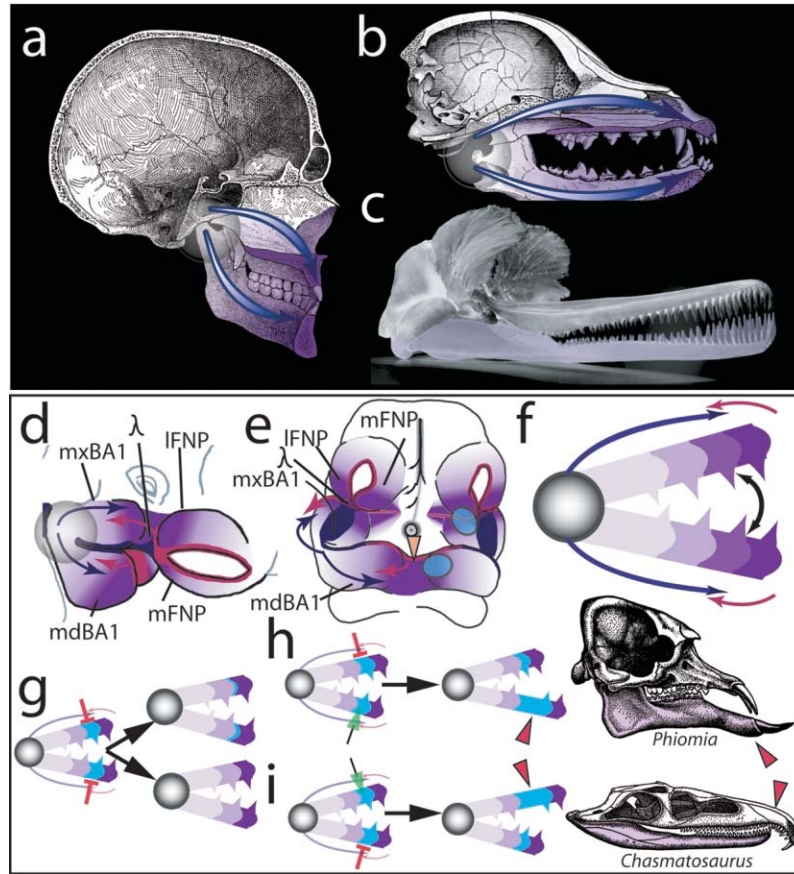 a
b
c
d
mxBA1
λ
lFNP
mdBA1
mFNP
e
lFNP
λ
mxBA1
mFNP
mdBA1
f
g
h
i
Phiomia
Chasmatosaurus